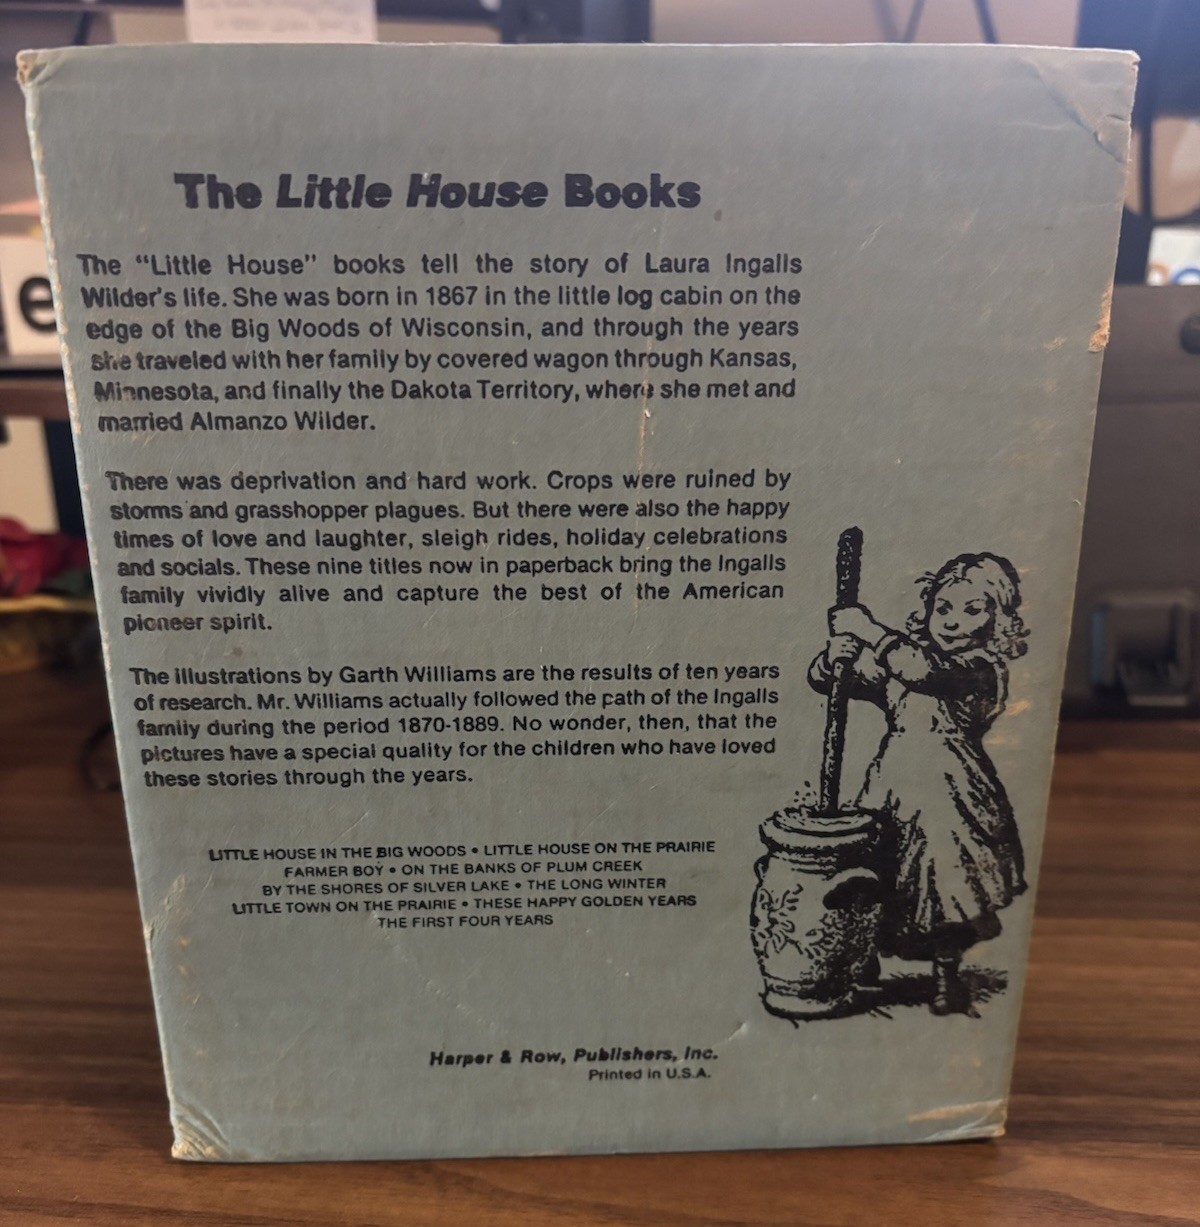 The Little House Books
The "Little House" books tell the story of Laura Ingalls
Wilder's life. She was born in 1867 in the little log cabin on the
edge of the Big Woods of Wisconsin, and through the years
she traveled with her family by covered wagon through Kansas,
Minnesota, and finally the Dakota Territory, where she met and
married Almanzo Wilder.
There was deprivation and hard work. Crops were ruined by
storms and grasshopper plagues. But there were also the happy
times of love and laughter, sleigh rides, holiday celebrations
and socials. These nine titles now in paperback bring the Ingalls
family vividly alive and capture the best of the American
pioneer spirit.
The illustrations by Garth Williams are the results of ten years
of research. Mr. Williams actually followed the path of the Ingalls
family during the period 1870-1889. No wonder, then, that the
pictures have a special quality for the children who have loved
these stories through the years.
LITTLE HOUSE IN THE BIG WOODS • LITTLE HOUSE ON THE PRAIRIE
FARMER BOY • ON THE BANKS OF PLUM CREEK
BY THE SHORES OF SILVER LAKE • THE LONG WINTER
LITTLE TOWN ON THE PRAIRIE • THESE HAPPY GOLDEN YEARS
THE FIRST FOUR YEARS
Harper & Row, Publishers, Inc.
Printed in U.S.A.
e